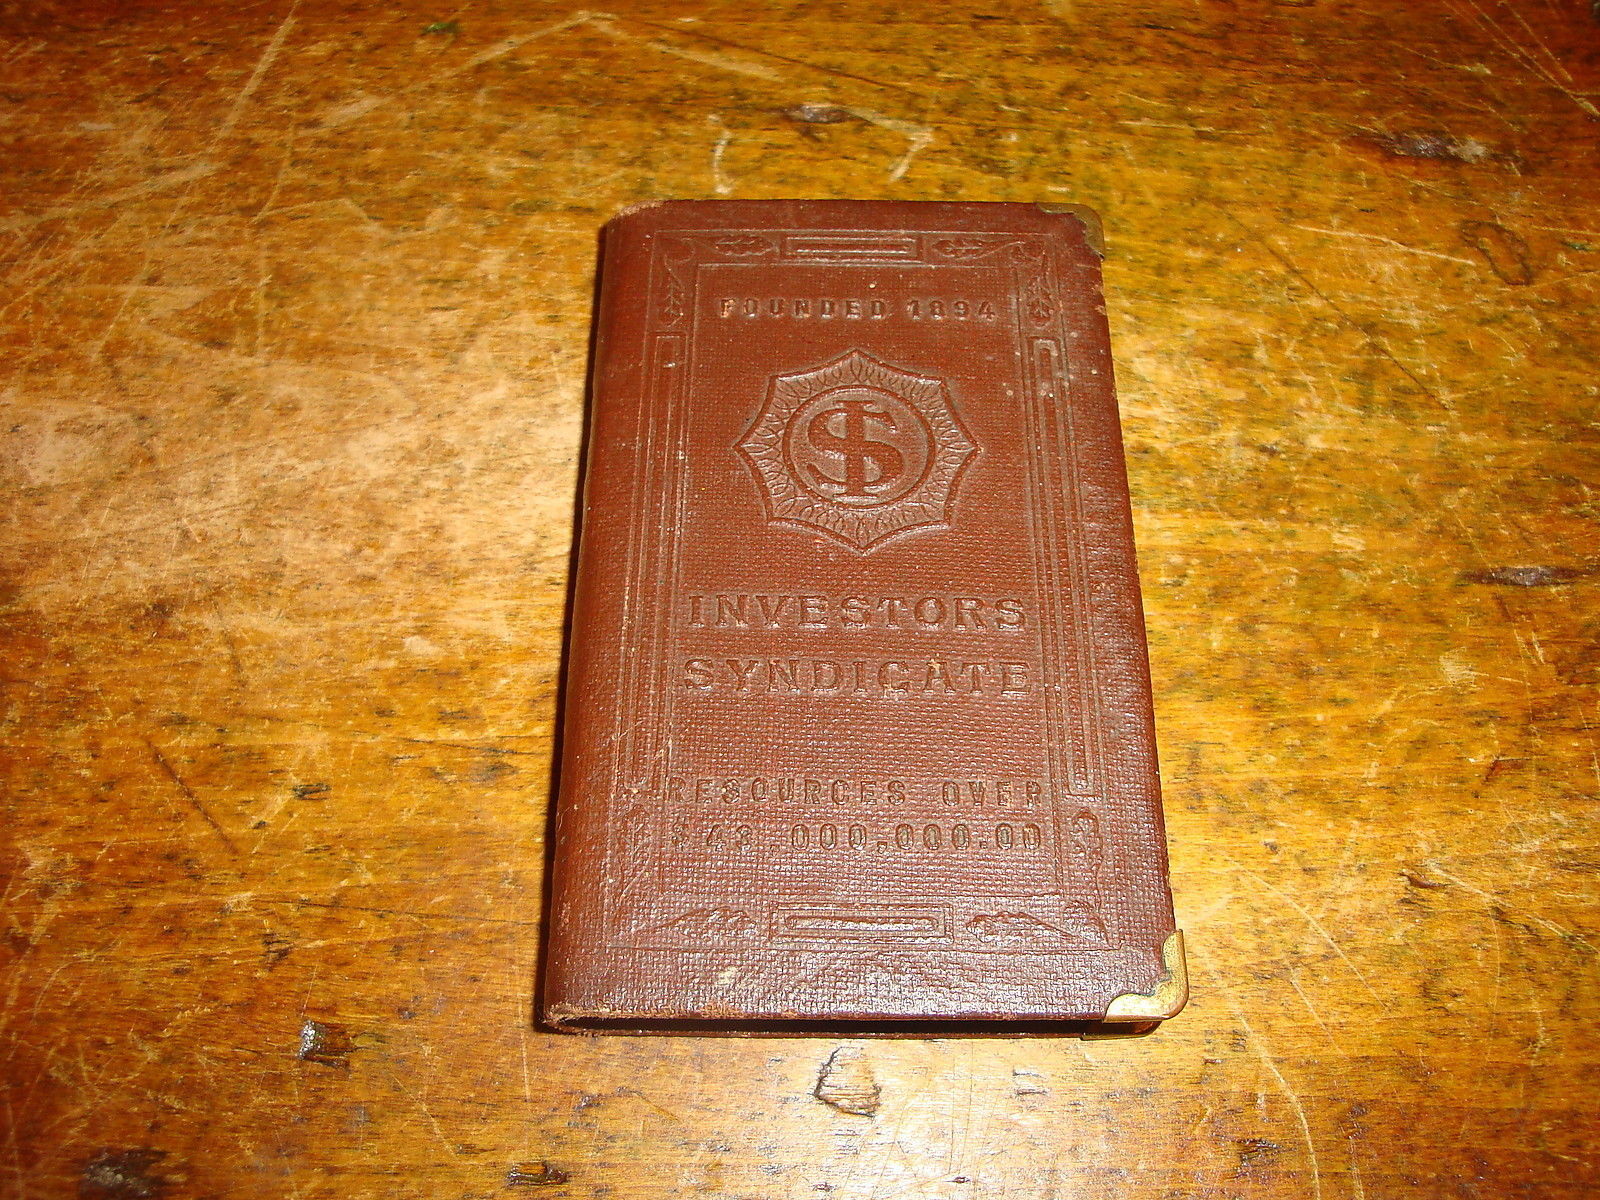 FOUNDED 1894
IS
INVESTORS
SYNDICATE
RESOURCES OVER
$43,000,000.00